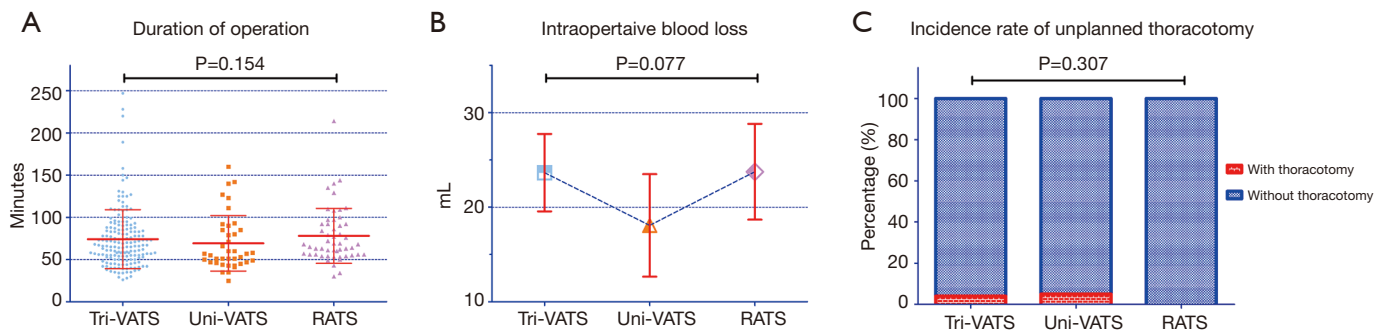 A
Duration of operation
P=0.154
250
200
150
100
50
0
Minutes
Tri-VATS
Uni-VATS
RATS
B
Intraopertaive blood loss
P=0.077
30
20
10
mL
Tri-VATS
Uni-VATS
RATS
C
Incidence rate of unplanned thoracotomy
P=0.307
100
80
60
40
20
0
Percentage (%)
Tri-VATS
Uni-VATS
RATS
With thoracotomy
Without thoracotomy